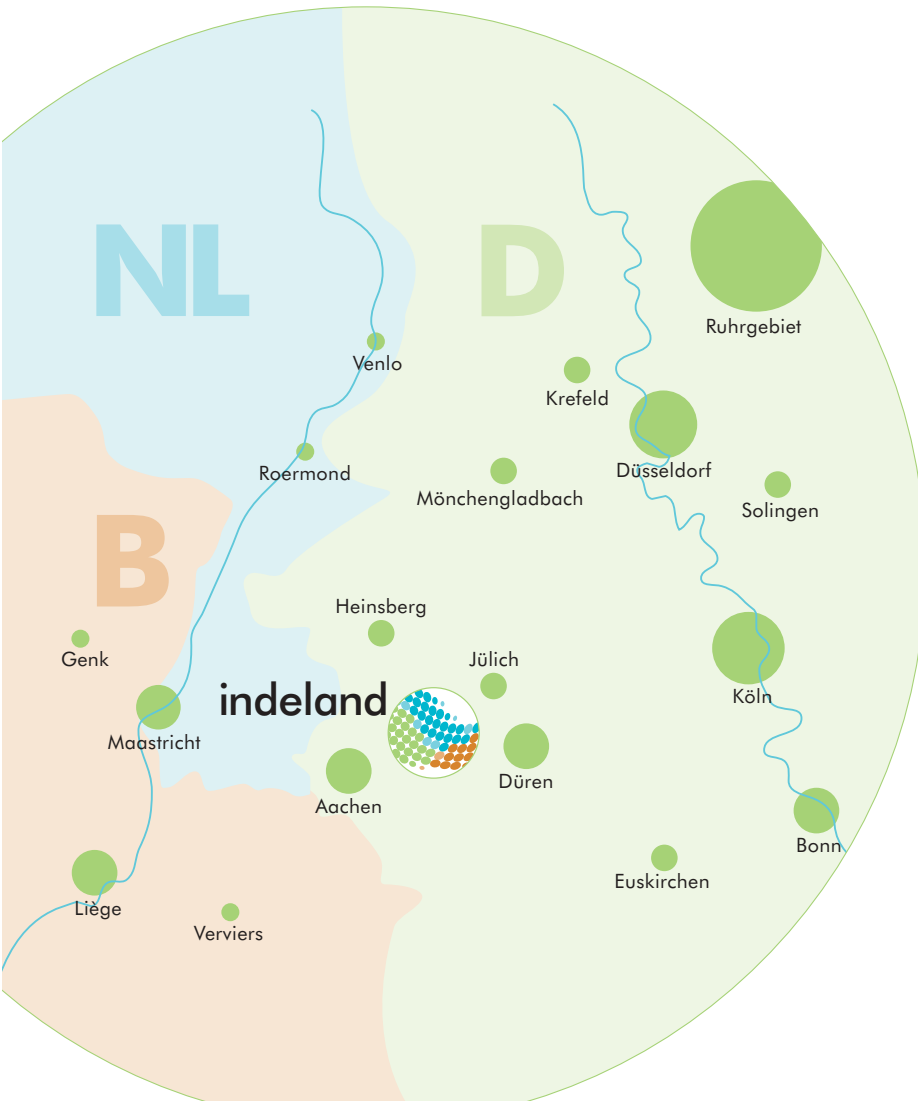 NL
D
Ruhrgebiet
Venlo
Krefeld
Roermond
Düsseldorf
Mönchengladbach
Solingen
B
Heinsberg
Genk
Jülich
indeland
Köln
Maastricht
Düren
Aachen
Bonn
Euskirchen
Liège
Verviers